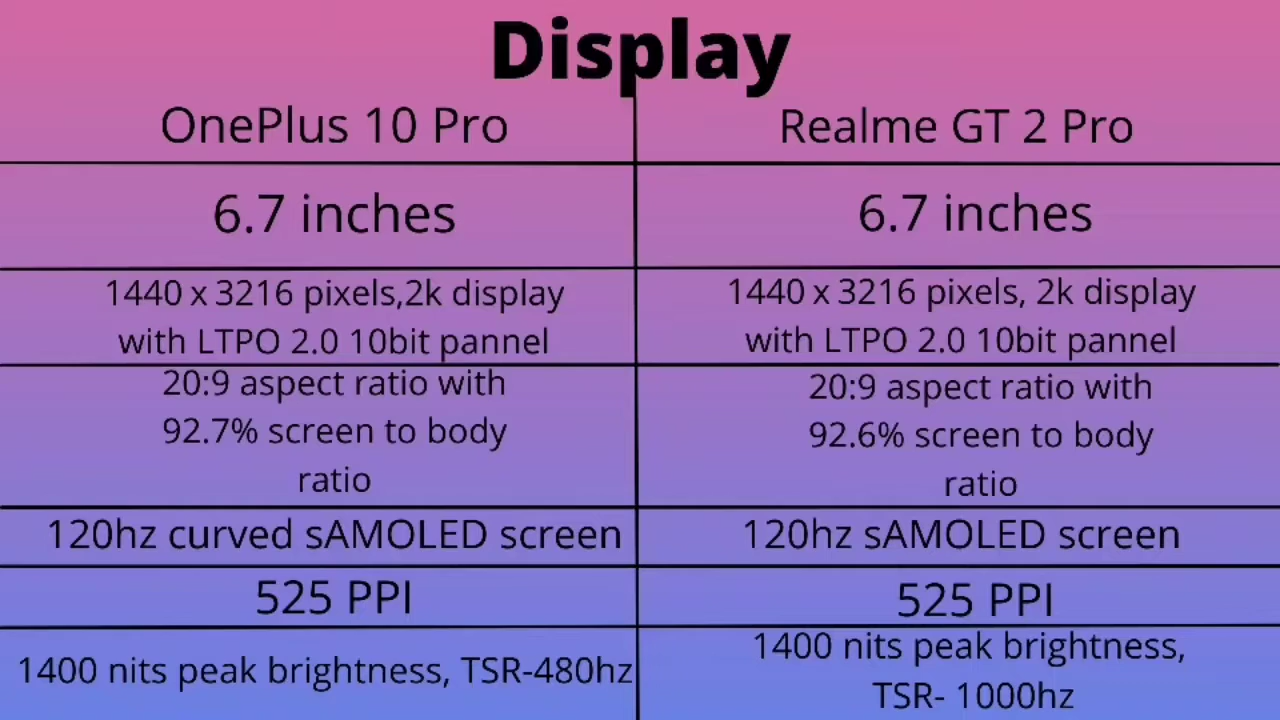 Display
OnePlus 10 Pro
Realme GT 2 Pro
6.7 inches
6.7 inches
1440 x 3216 pixels,2k display
with LTPO 2.0 10bit pannel
1440 x 3216 pixels, 2k display
with LTPO 2.0 10bit pannel
20:9 aspect ratio with
92.7% screen to body
ratio
20:9 aspect ratio with
92.6% screen to body
ratio
120hz curved sAMOLED screen
120hz sAMOLED screen
525 PPI
525 PPI
1400 nits peak brightness, TSR-480hz
1400 nits peak brightness,
TSR- 1000hz